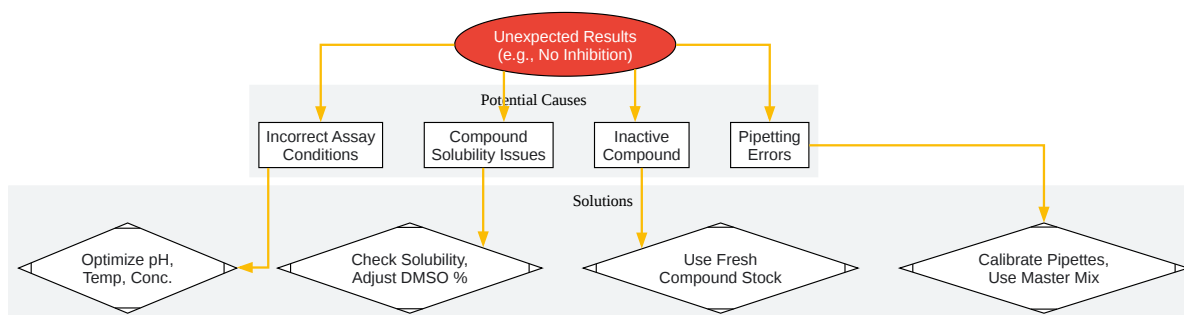 Unexpected Results
(e.g., No Inhibition)
Potential Causes
Incorrect Assay
Conditions
Compound
Solubility Issues
Inactive
Compound
Pipetting
Errors
Solutions
Optimize pH,
Temp, Conc.
Check Solubility,
Adjust DMSO %
Use Fresh
Compound Stock
Calibrate Pipettes,
Use Master Mix